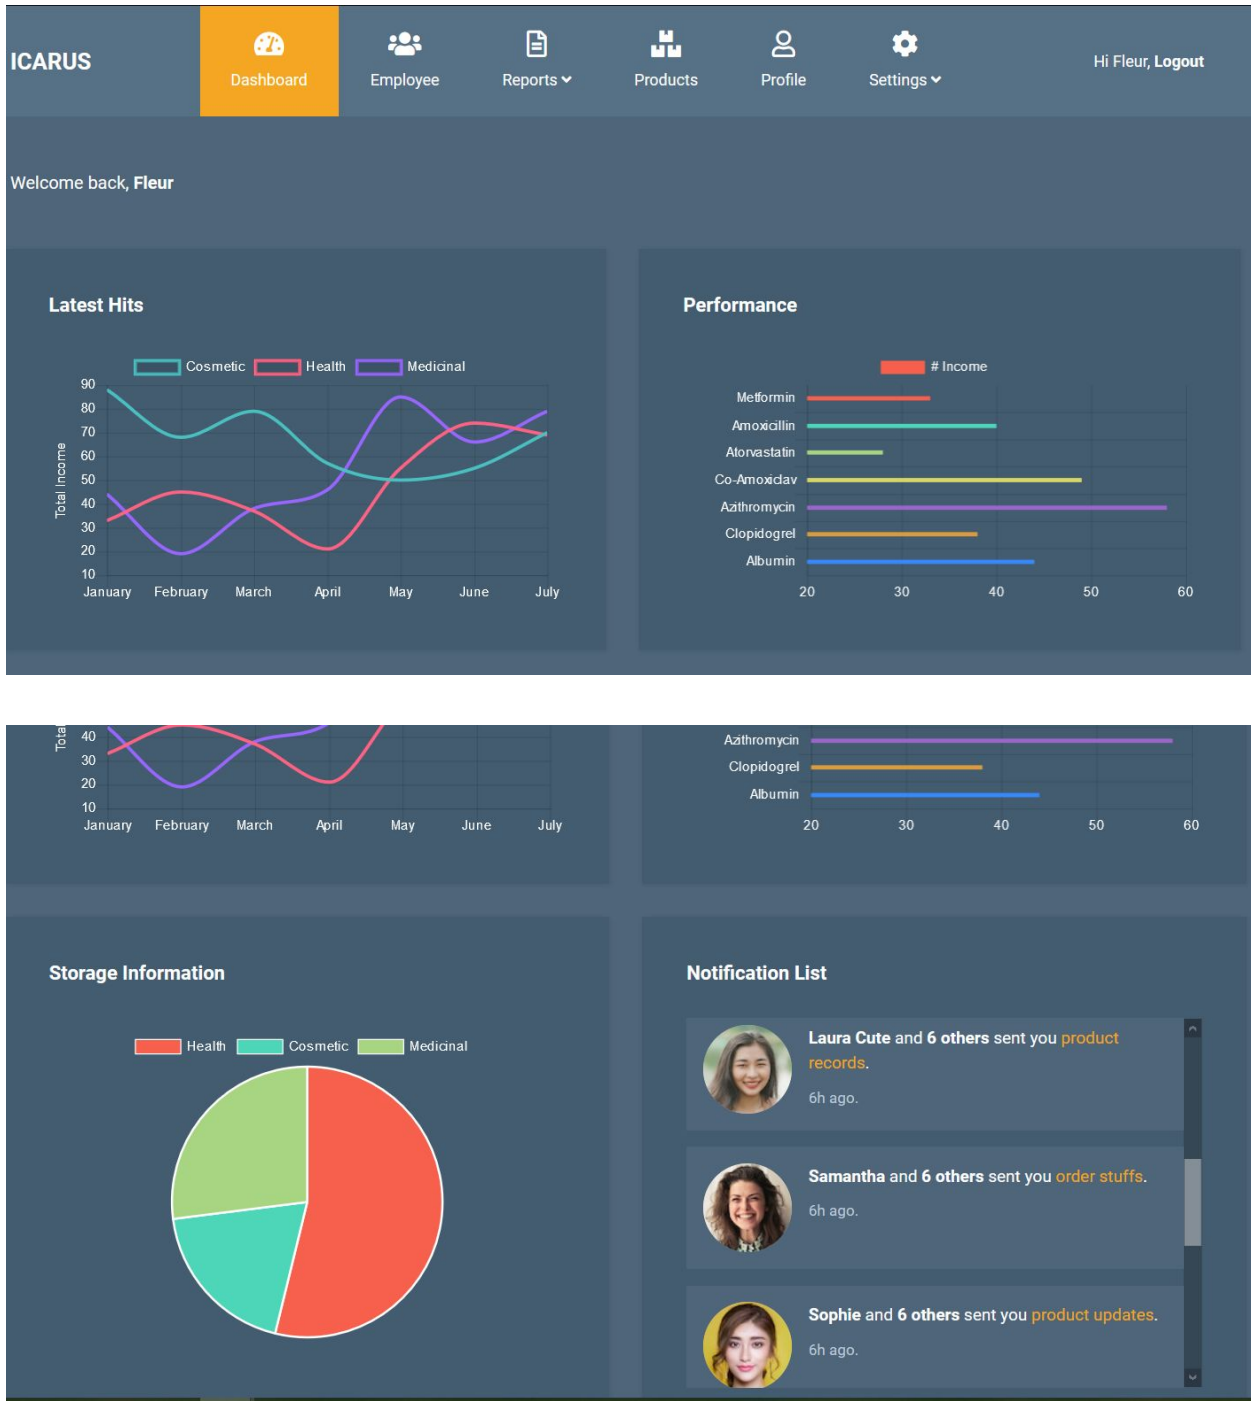 ICARUS
Dashboard
Employee
Reports
Products
Profile
Settings
Hi Fleur, Logout
Welcome back, Fleur
Latest Hits
Cosmetic Health Medicinal
Total Income
90
80
70
60
50
40
30
20
10
January February March April May June July
Performance
# Income
Metformin
Amoxicillin
Atorvastatin
Co-Amoxiclav
Azithromycin
Clopidogrel
Albumin
20 30 40 50 60
Tota
40
30
20
10
January February March April May June July
Azithromycin
Clopidogrel
Albumin
20 30 40 50 60
Storage Information
Health Cosmetic Medicinal
Notification List
Laura Cute and 6 others sent you product
records.
6h ago.
Samantha and 6 others sent you order stuffs.
6h ago.
Sophie and 6 others sent you product updates.
6h ago.